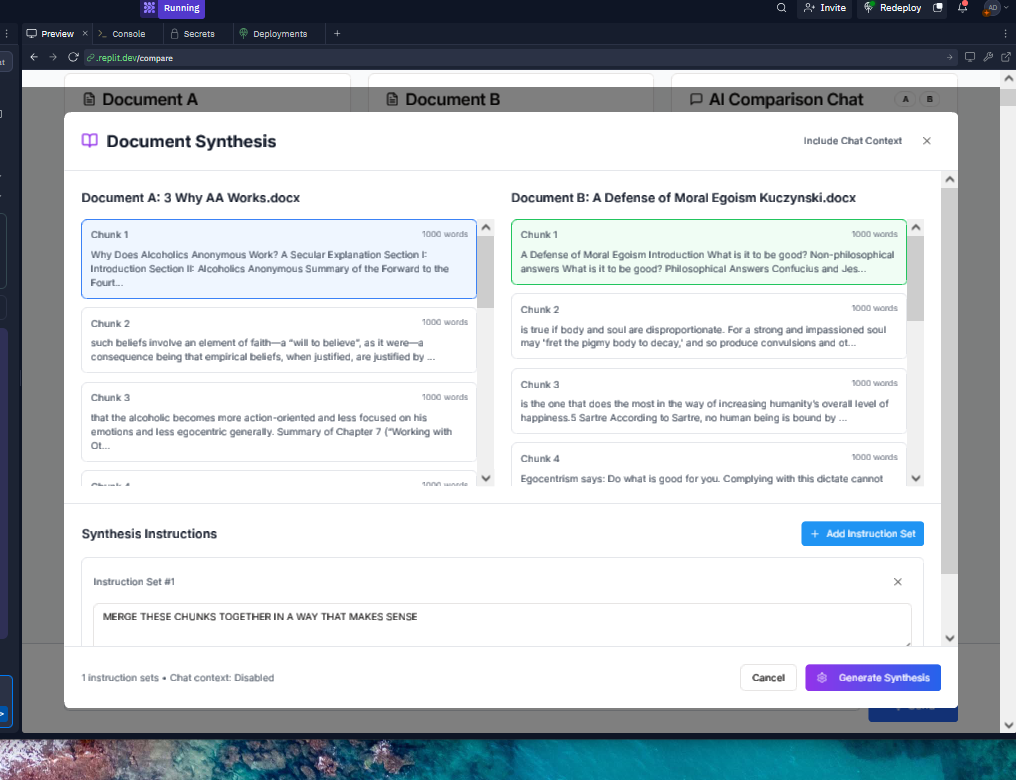 Running
Invite
Redeploy
AD
Preview
Console
Secrets
Deployments
.replit.dev/compare
Document A
Document B
AI Comparison Chat
A
B
Document Synthesis
Include Chat Context
Document A: 3 Why AA Works.docx
Chunk 1
1000 words
Why Does Alcoholics Anonymous Work? A Secular Explanation Section I:
Introduction Section II: Alcoholics Anonymous Summary of the Forward to the
Fourt...
Chunk 2
1000 words
such beliefs involve an element of faith—a “will to believe”, as it were—a
consequence being that empirical beliefs, when justified, are justified by ...
Chunk 3
1000 words
that the alcoholic becomes more action-oriented and less focused on his
emotions and less egocentric generally. Summary of Chapter 7 (“Working with
Ot...
Chunk 4
1000 words
Document B: A Defense of Moral Egoism Kuczynski.docx
Chunk 1
1000 words
A Defense of Moral Egoism Introduction What is it to be good? Non-philosophical
answers What is it to be good? Philosophical Answers Confucius and Jes...
Chunk 2
1000 words
is true if body and soul are disproportionate. For a strong and impassioned soul
may 'fret the pigmy body to decay,' and so produce convulsions and ot...
Chunk 3
1000 words
is the one that does the most in the way of increasing humanity's overall level of
happiness.5 Sartre According to Sartre, no human being is bound by ...
Chunk 4
1000 words
Egocentrism says: Do what is good for you. Complying with this dictate cannot
Synthesis Instructions
Add Instruction Set
Instruction Set #1
MERGE THESE CHUNKS TOGETHER IN A WAY THAT MAKES SENSE
1 instruction sets • Chat context: Disabled
Cancel
Generate Synthesis